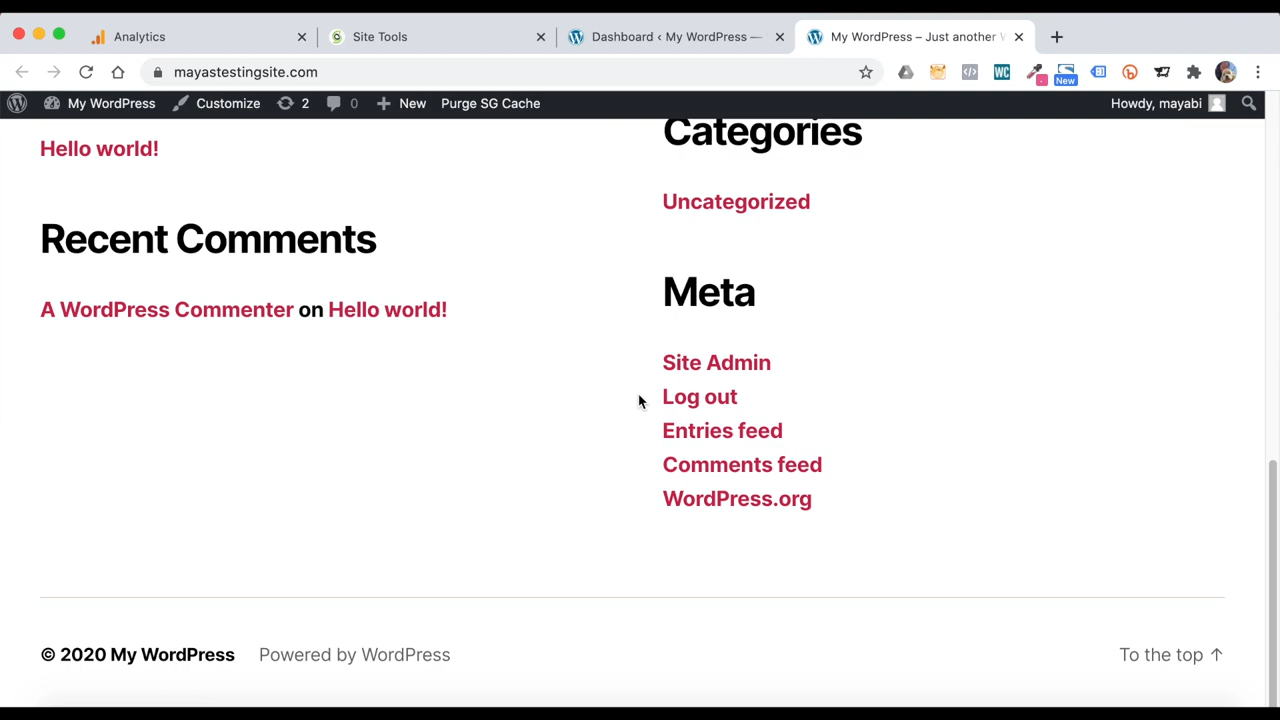 Analytics
Site Tools
Dashboard ‹ My WordPress —
My WordPress – Just another W
mayastestingsite.com
WC
New
My WordPress
Customize
2
0
New
Purge SG Cache
Howdy, mayabi
Hello world!
Recent Comments
A WordPress Commenter on Hello world!
Categories
Uncategorized
Meta
Site Admin
Log out
Entries feed
Comments feed
WordPress.org
© 2020 My WordPress
Powered by WordPress
To the top ↑